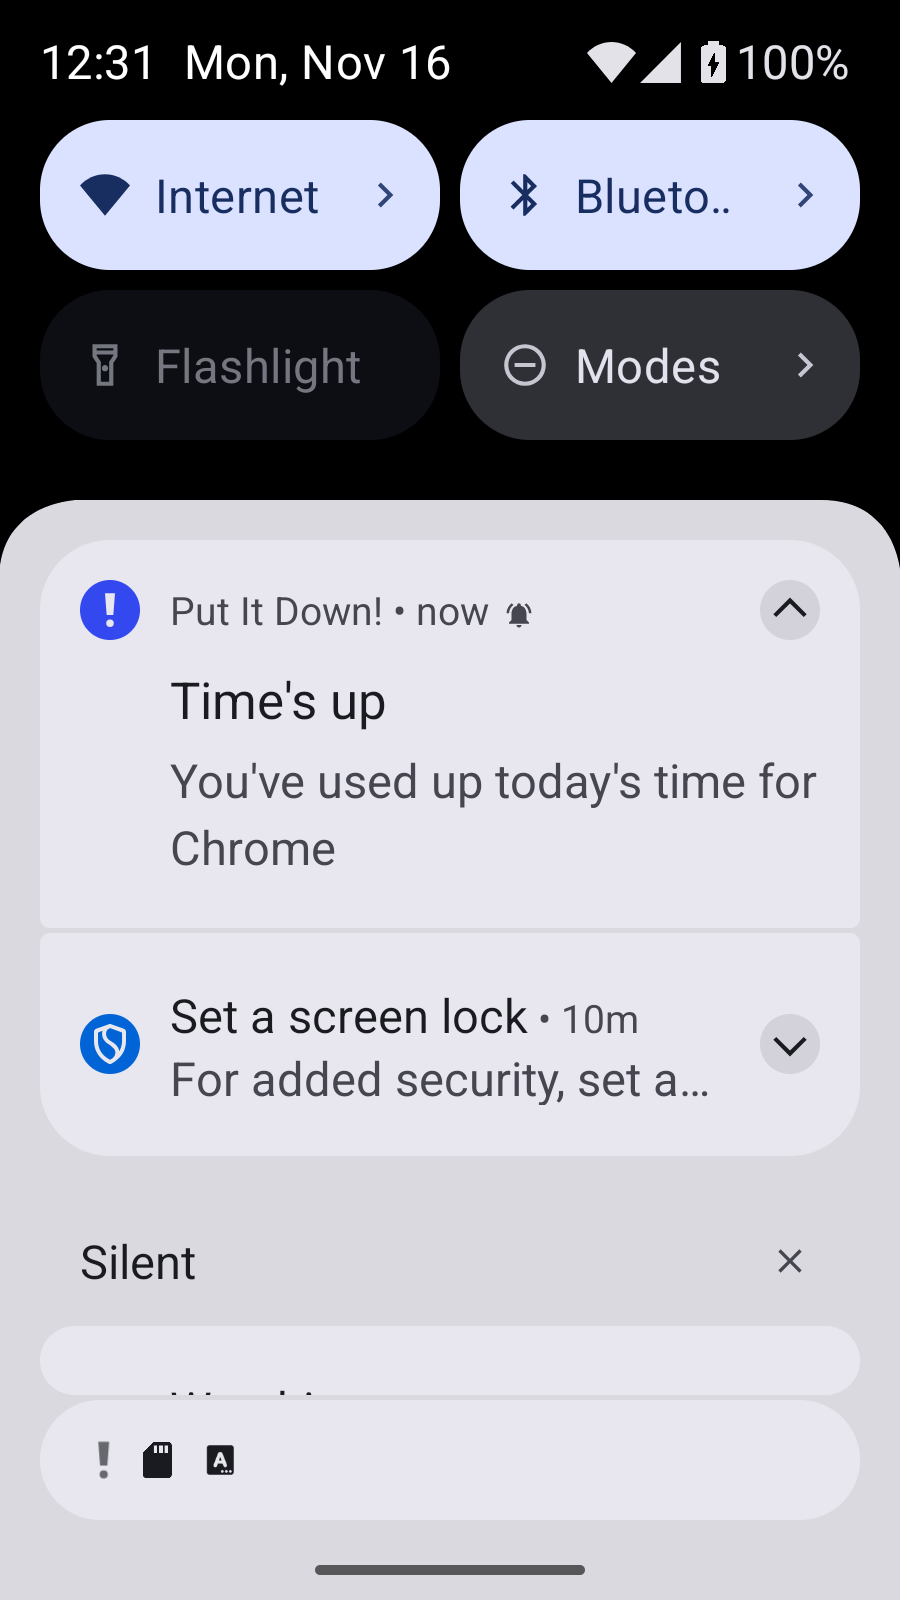 12:31 Mon, Nov 16 100%
Internet
Blueto..
Flashlight
Modes
Put It Down! • now
Time's up
You've used up today's time for
Chrome
Set a screen lock • 10m
For added security, set a…
Silent